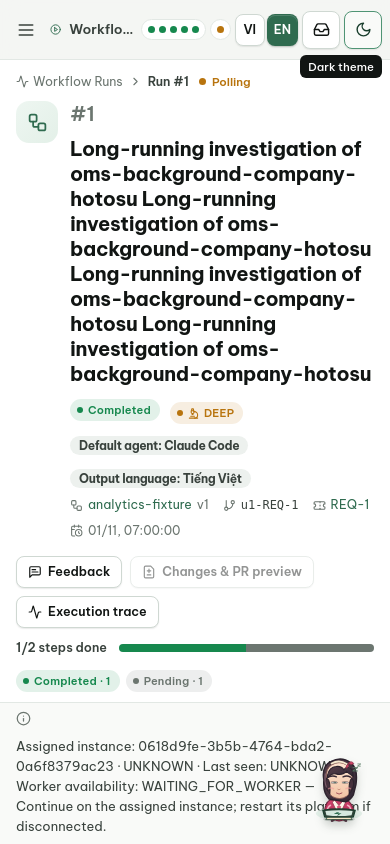 Workflo...
VI
EN
Dark theme
Workflow Runs
Run #1
Polling
#1
Long-running investigation of
oms-background-company-
hotosu Long-running
investigation of oms-
background-company-hotosu
Long-running investigation of
oms-background-company-
hotosu Long-running
investigation of oms-
background-company-hotosu
Completed
DEEP
Default agent: Claude Code
Output language: Tiếng Việt
analytics-fixture v1
u1-REQ-1
REQ-1
01/11, 07:00:00
Feedback
Changes & PR preview
Execution trace
1/2 steps done
Completed · 1
Pending · 1
Assigned instance: 0618d9fe-3b5b-4764-bda2-
0a6f8379ac23 · UNKNOWN · Last seen:
Worker availability: WAITING_FOR_WORKER —
Continue on the assigned instance; restart its if
disconnected.